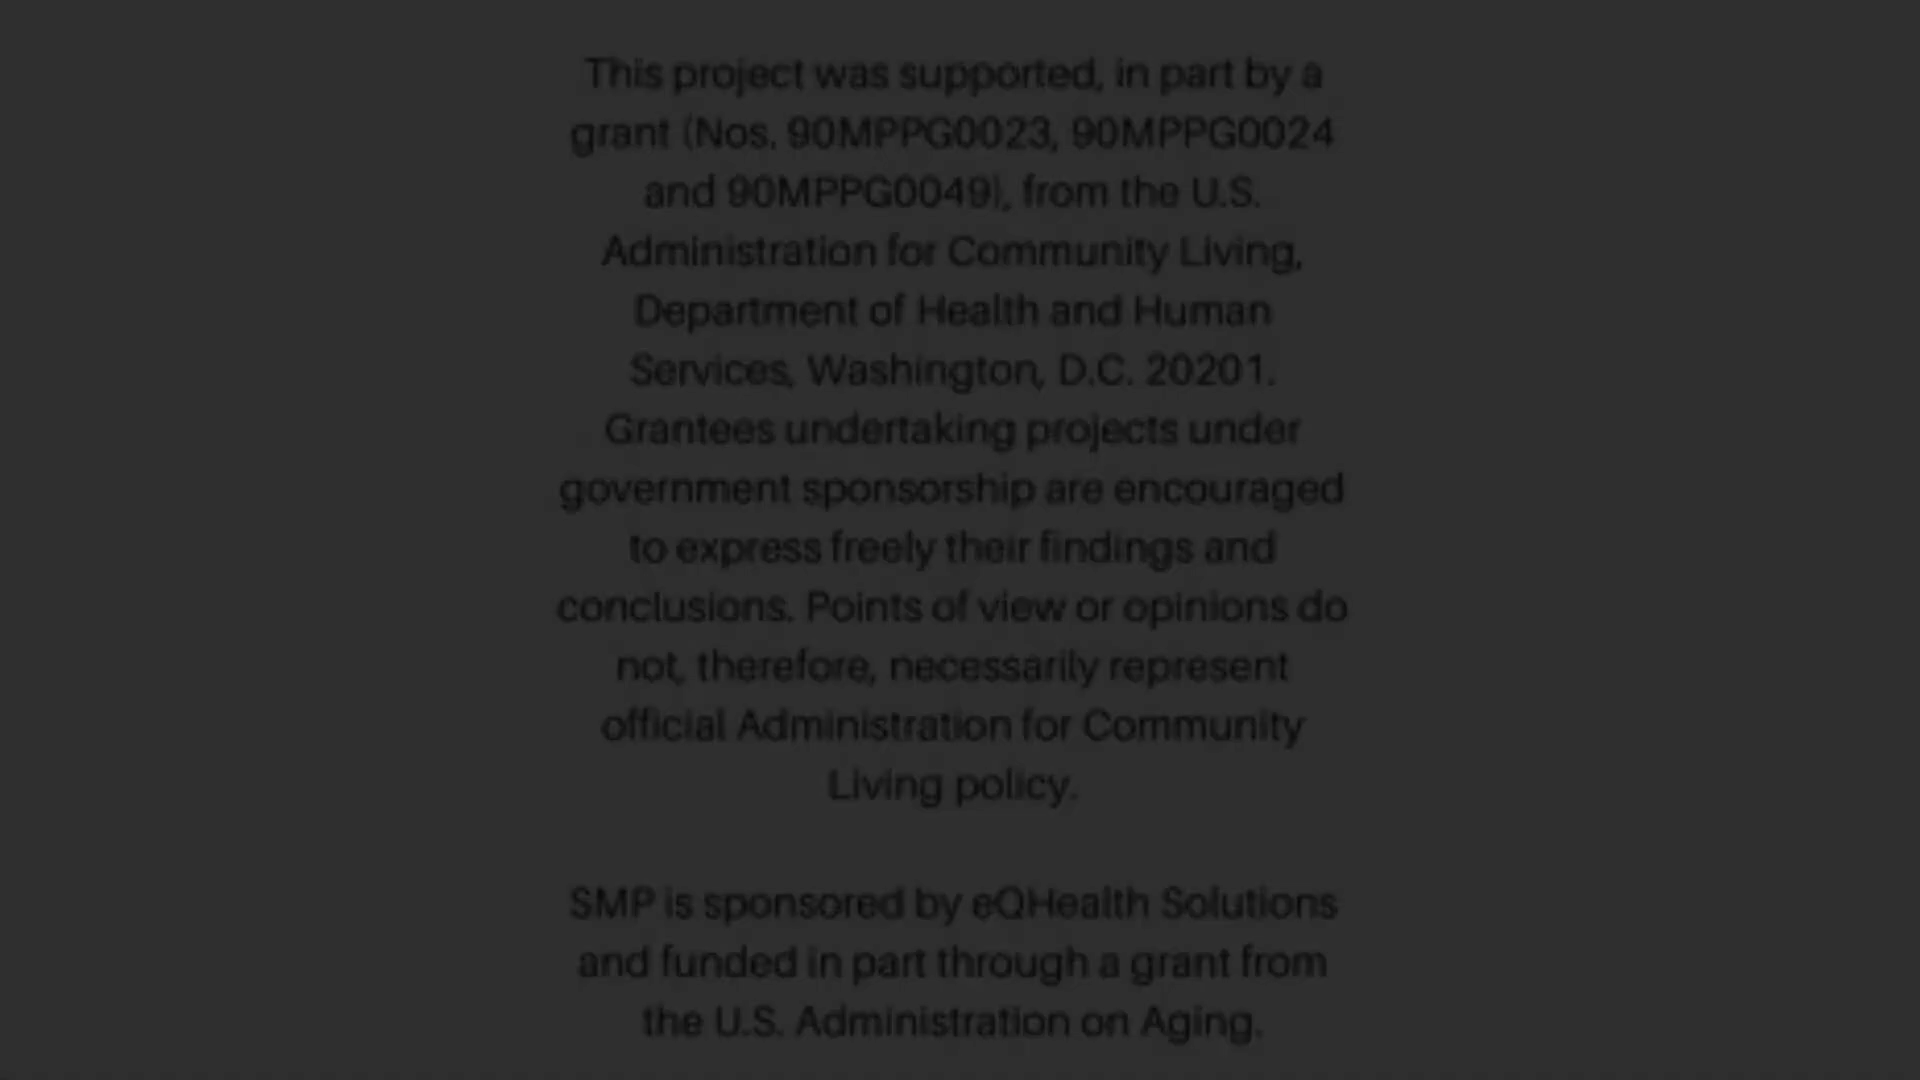 This project was supported, in part by a
grant (Nos. 90MPPG0023, 90MPPG0024
and 90MPPG0049), from the U.S.
Administration for Community Living,
Department of Health and Human
Services, Washington, D.C. 20201.
Grantees undertaking projects under
government sponsorship are encouraged
to express freely their findings and
conclusions. Points of view or opinions do
not, therefore, necessarily represent
official Administration for Community
Living policy.
SMP is sponsored by eQHealth Solutions
and funded in part through a grant from
the U.S. Administration on Aging.